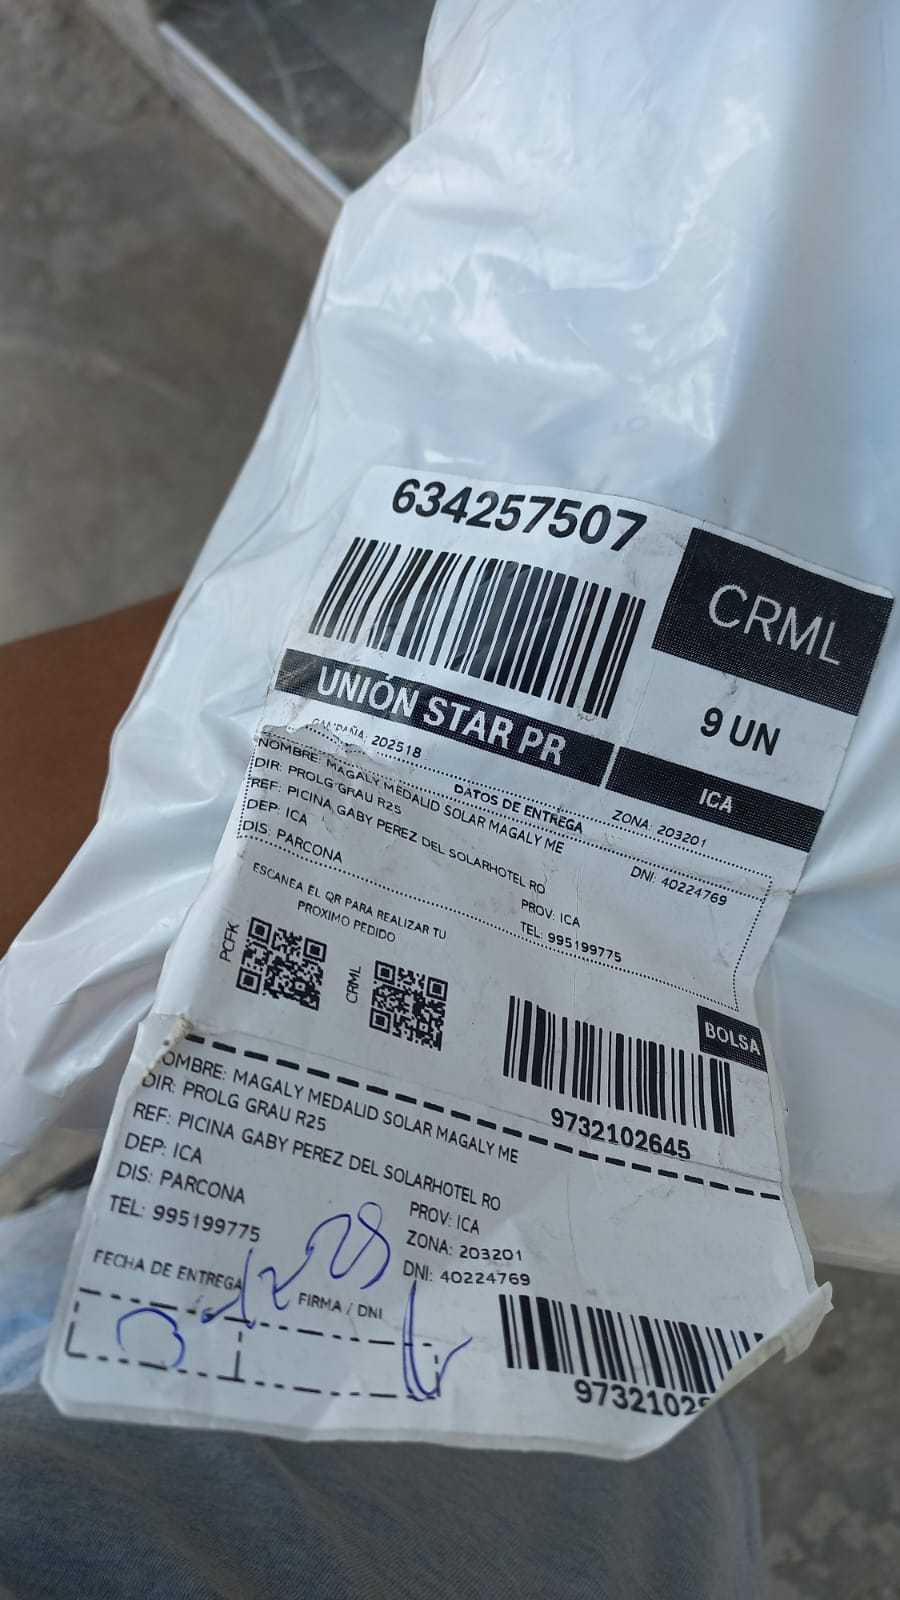 634257507
CRML
9 UN
UNIÓN STAR PR
ICA
CAMPAÑA: 202518
DATOS DE ENTREGA
ZONA: 203201
NOMBRE: MAGALY MEDALID SOLAR MAGALY ME
DIR: PROLG GRAU R25
DNI: 40224769
REF: PICINA GABY PEREZ DEL SOLARHOTEL RO
DEP: ICA
PROV: ICA
DIS: PARCONA
TEL: 995199775
ESCANEA EL QR PARA REALIZAR TU
PROXIMO PEDIDO
PCFK
CRML
BOLSA
9732102645
NOMBRE: MAGALY MEDALID SOLAR MAGALY ME
DIR: PROLG GRAU R25
REF: PICINA GABY PEREZ DEL SOLARHOTEL RO
DEP: ICA
PROV: ICA
DIS: PARCONA
ZONA: 203201
TEL: 995199775
DNI: 40224769
FECHA DE ENTREGA
FIRMA / DNI
9732102